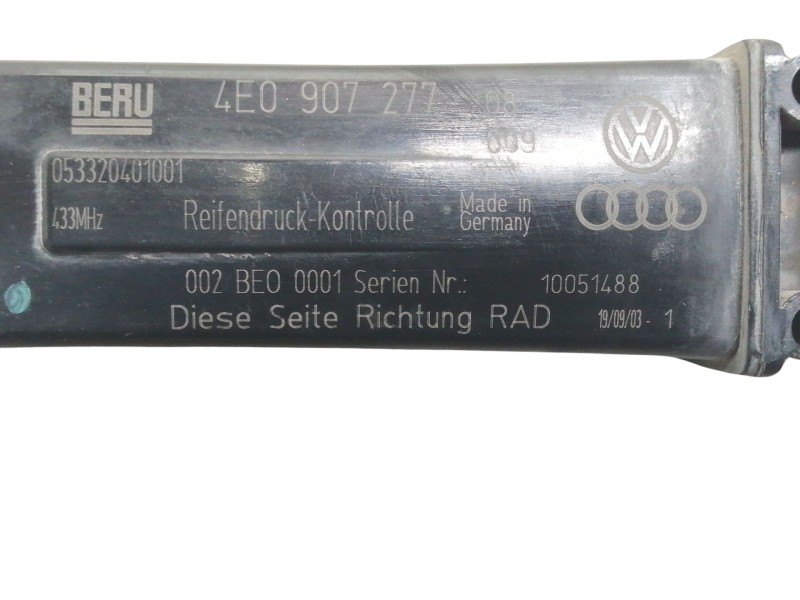 BERU 4E0 907 277
009
053320401001
433MHz Reifendruck-Kontrolle Made in
Germany
002 BE0 0001 Serien Nr.: 10051488
Diese Seite Richtung RAD 19/09/03 - 1